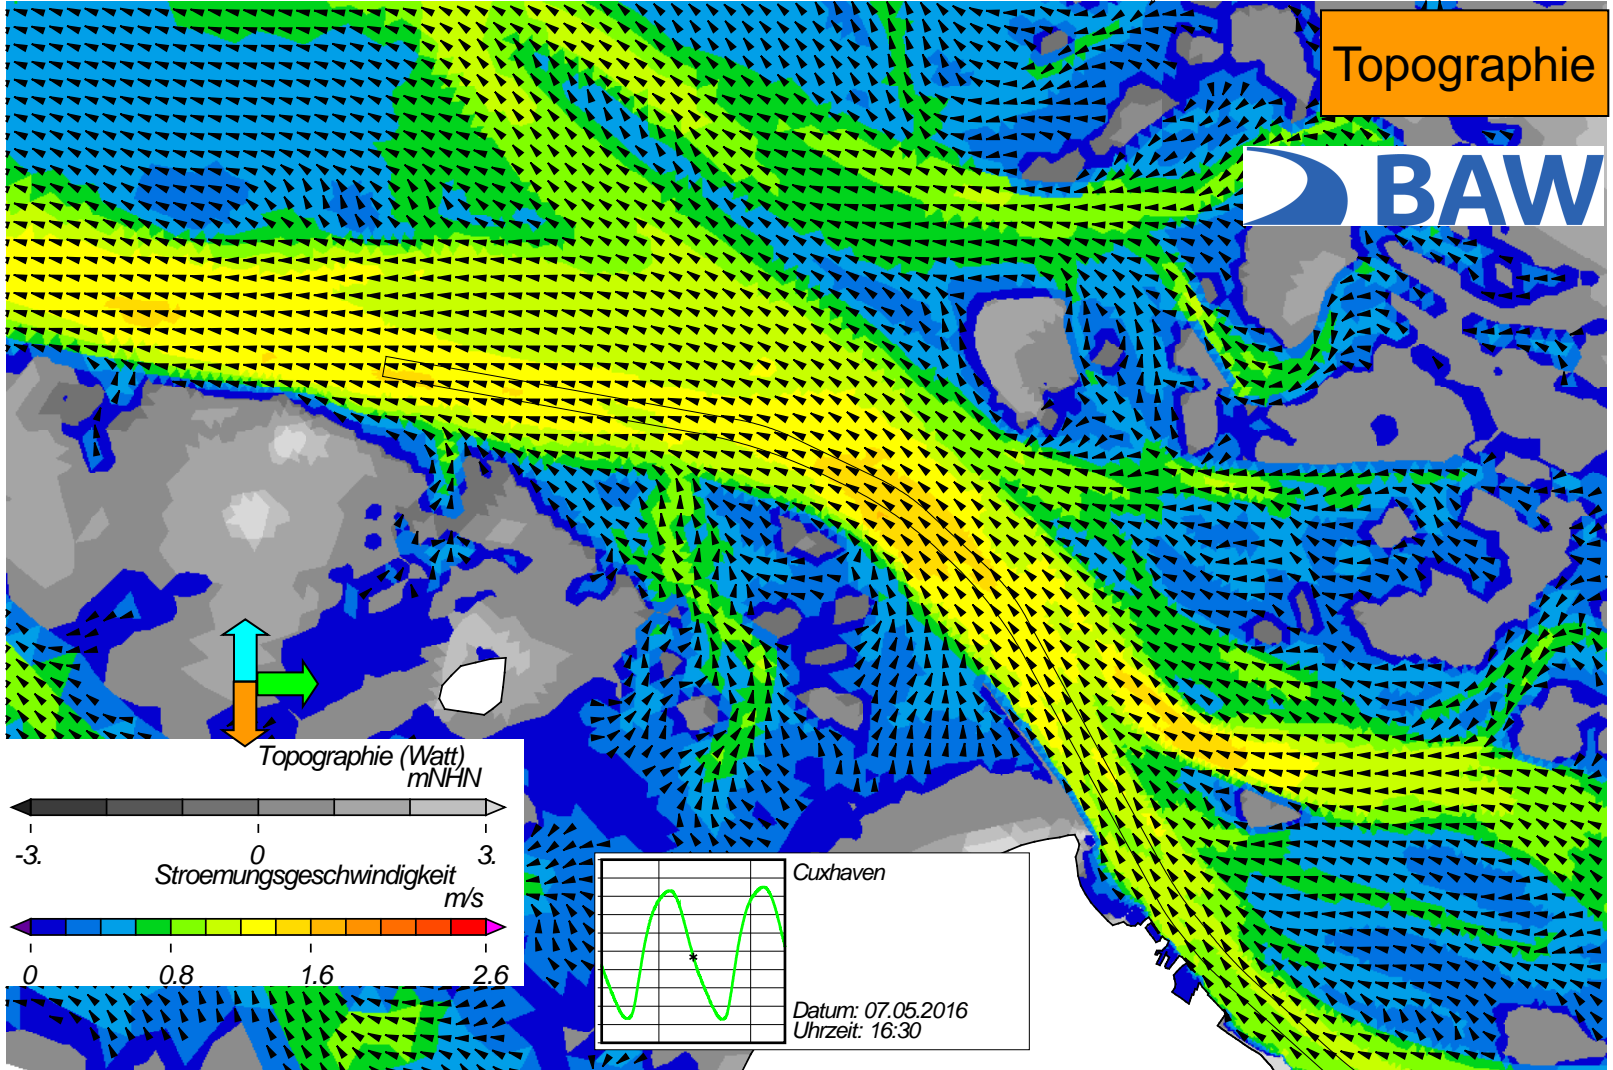 Topographie
BAW
Topographie (Watt)
mNHN
-3. 0 3.
Stroemungsgeschwindigkeit
m/s
0 0.8 1.6 2.6
Cuxhaven
Datum: 07.05.2016
Uhrzeit: 16:30